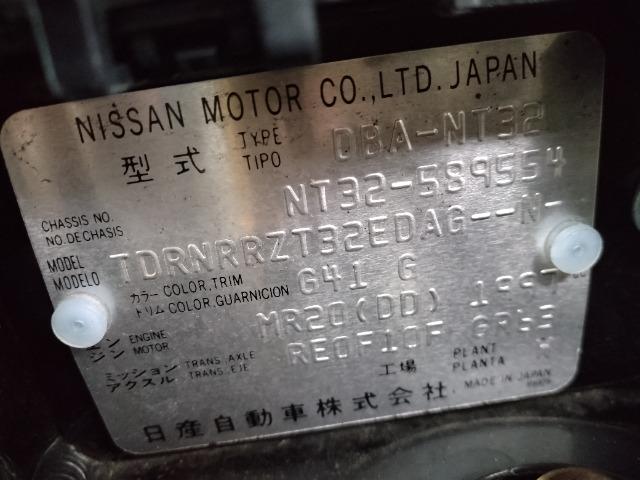 NISSAN MOTOR CO.,LTD. JAPAN
型式 TYPE TIPO DBA-NT32
CHASSIS NO. NO.DECHASIS NT32-589554
MODEL MODELO TDRNRRZT32EDAG--N-
カラー COLOR,TRIM トリム COLOR,GUARNICION G41 G
エンジン ENGINE MOTOR MR20(DD) 1997
ミッション TRANS. AXLE アクスル TRANS. EJE RE0F10F GR63
工場 PLANT PLANTA
日産自動車株式会社 MADE IN JAPAN